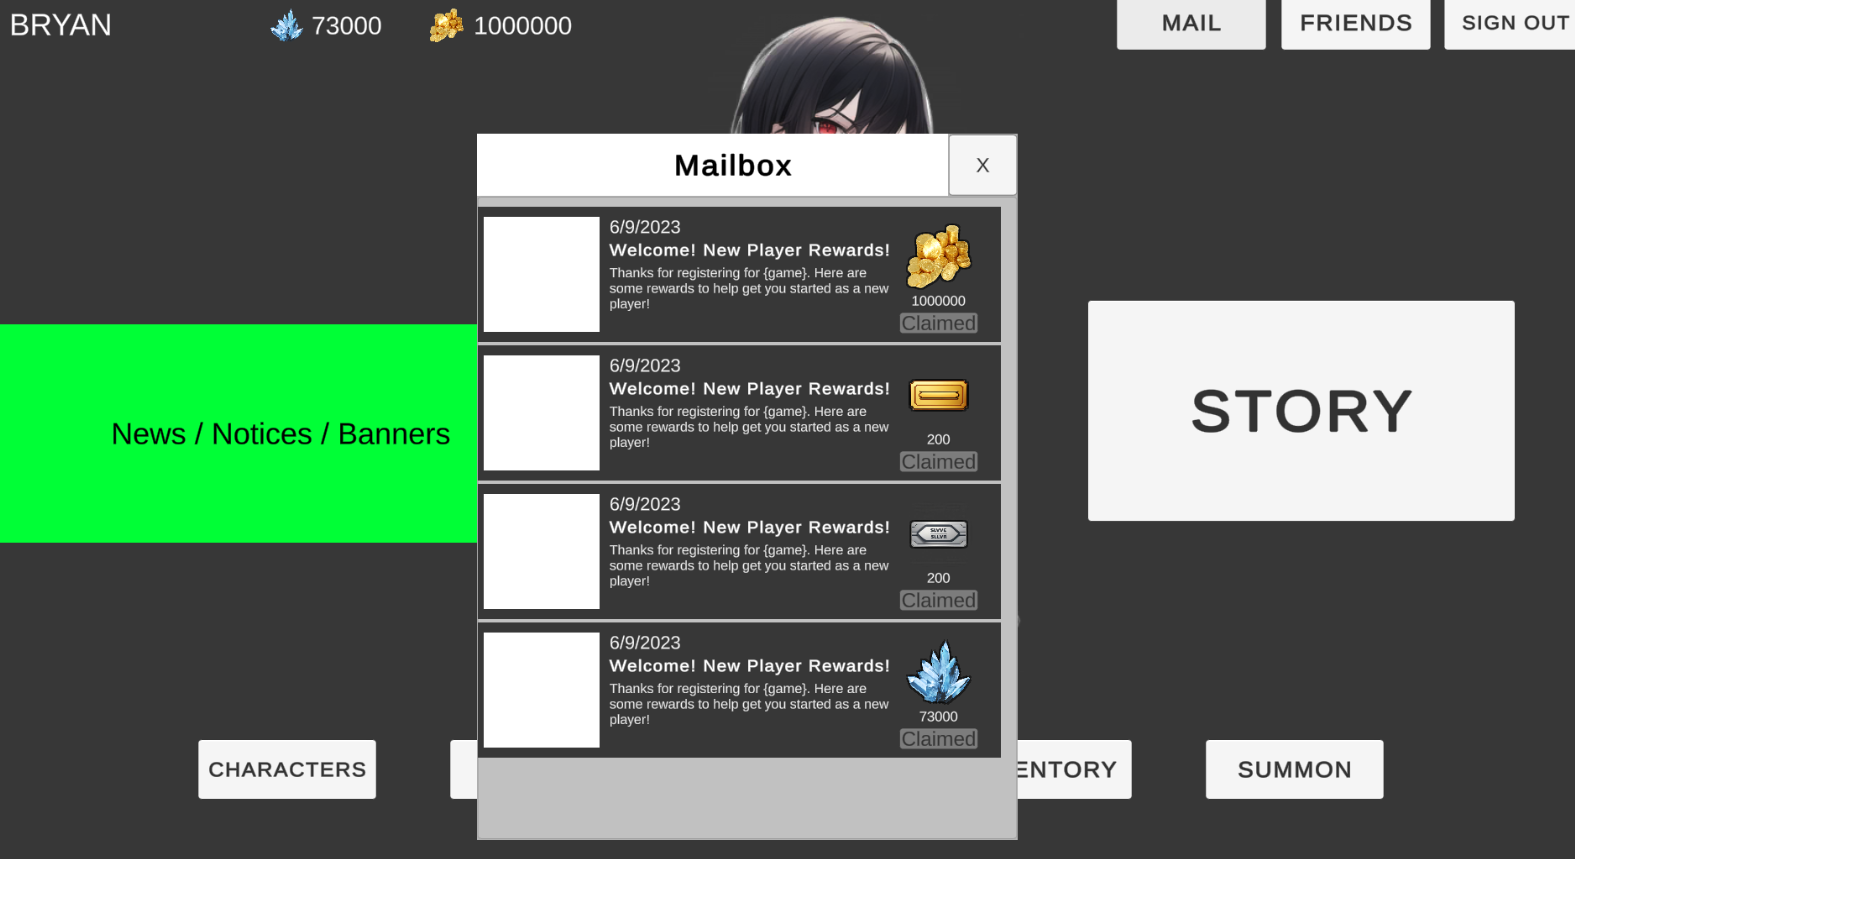 BRYAN
73000
1000000
MAIL
FRIENDS
SIGN OUT
Mailbox
X
6/9/2023
Welcome! New Player Rewards!
Thanks for registering for {game}. Here are
some rewards to help get you started as a new
player!
1000000
Claimed
6/9/2023
Welcome! New Player Rewards!
Thanks for registering for {game}. Here are
some rewards to help get you started as a new
player!
200
Claimed
6/9/2023
Welcome! New Player Rewards!
Thanks for registering for {game}. Here are
some rewards to help get you started as a new
player!
200
Claimed
6/9/2023
Welcome! New Player Rewards!
Thanks for registering for {game}. Here are
some rewards to help get you started as a new
player!
73000
Claimed
News / Notices / Banners
STORY
CHARACTERS
ENTORY
SUMMON